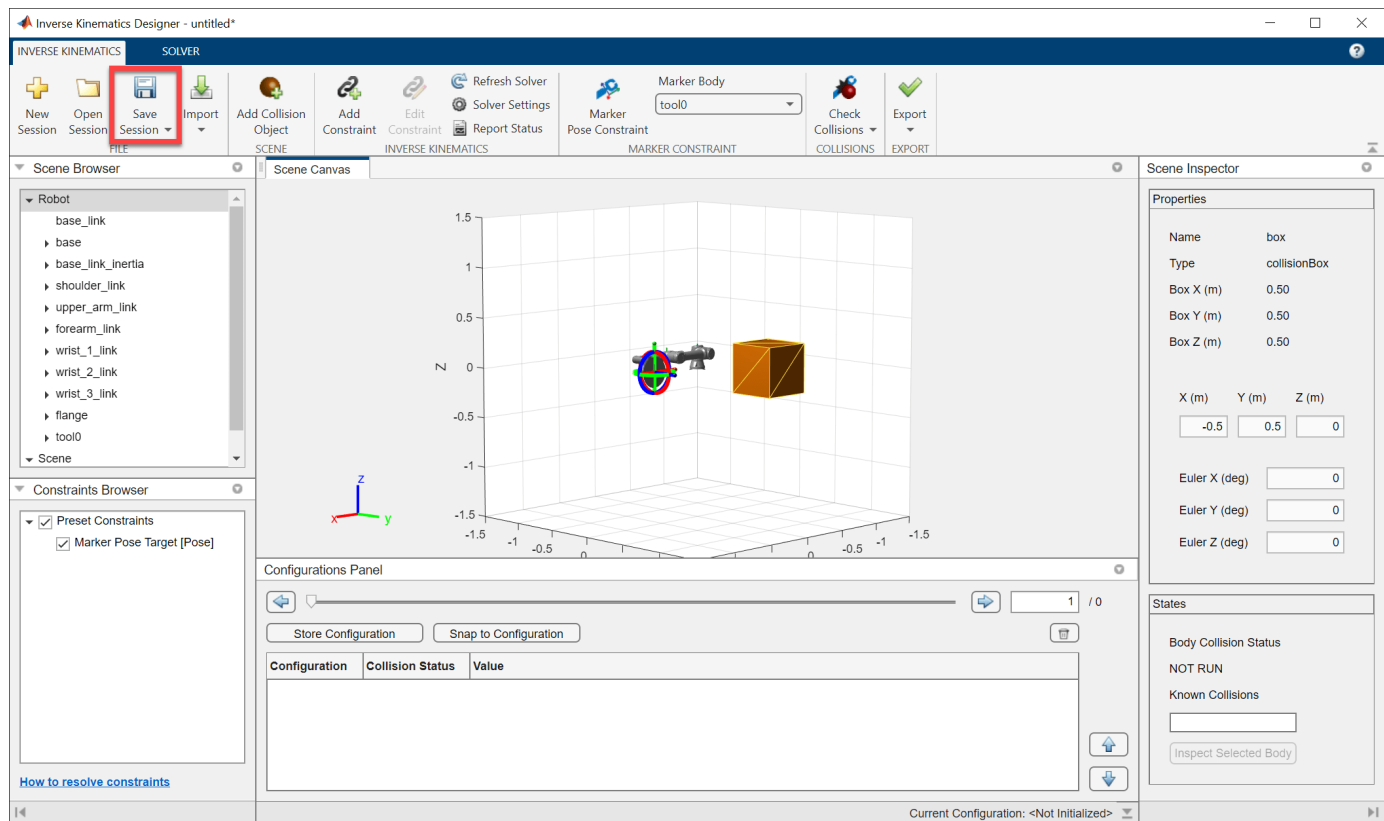 Inverse Kinematics Designer - untitled*
INVERSE KINEMATICS
SOLVER
?
New
Session
Open
Session
Save
Session
Import
FILE
Add Collision
Object
SCENE
Add
Constraint
Edit
Constraint
Refresh Solver
Solver Settings
Report Status
INVERSE KINEMATICS
Marker
Pose Constraint
Marker Body
tool0
MARKER CONSTRAINT
Check
Collisions
COLLISIONS
Export
EXPORT
Scene Browser
Robot
base_link
base
base_link_inertia
shoulder_link
upper_arm_link
forearm_link
wrist_1_link
wrist_2_link
wrist_3_link
flange
tool0
Scene
Constraints Browser
Preset Constraints
Marker Pose Target [Pose]
How to resolve constraints
Scene Canvas
1.5
1
0.5
Z
0
-0.5
-1
-1.5
-1.5
-1
-0.5
0
0
-0.5
-1
-1.5
z
x
y
Configurations Panel
1 / 0
Store Configuration
Snap to Configuration
Configuration Collision Status Value
Current Configuration: <Not Initialized>
Scene Inspector
Properties
Name box
Type collisionBox
Box X (m) 0.50
Box Y (m) 0.50
Box Z (m) 0.50
X (m) Y (m) Z (m)
-0.5 0.5 0
Euler X (deg) 0
Euler Y (deg) 0
Euler Z (deg) 0
States
Body Collision Status
NOT RUN
Known Collisions
Inspect Selected Body